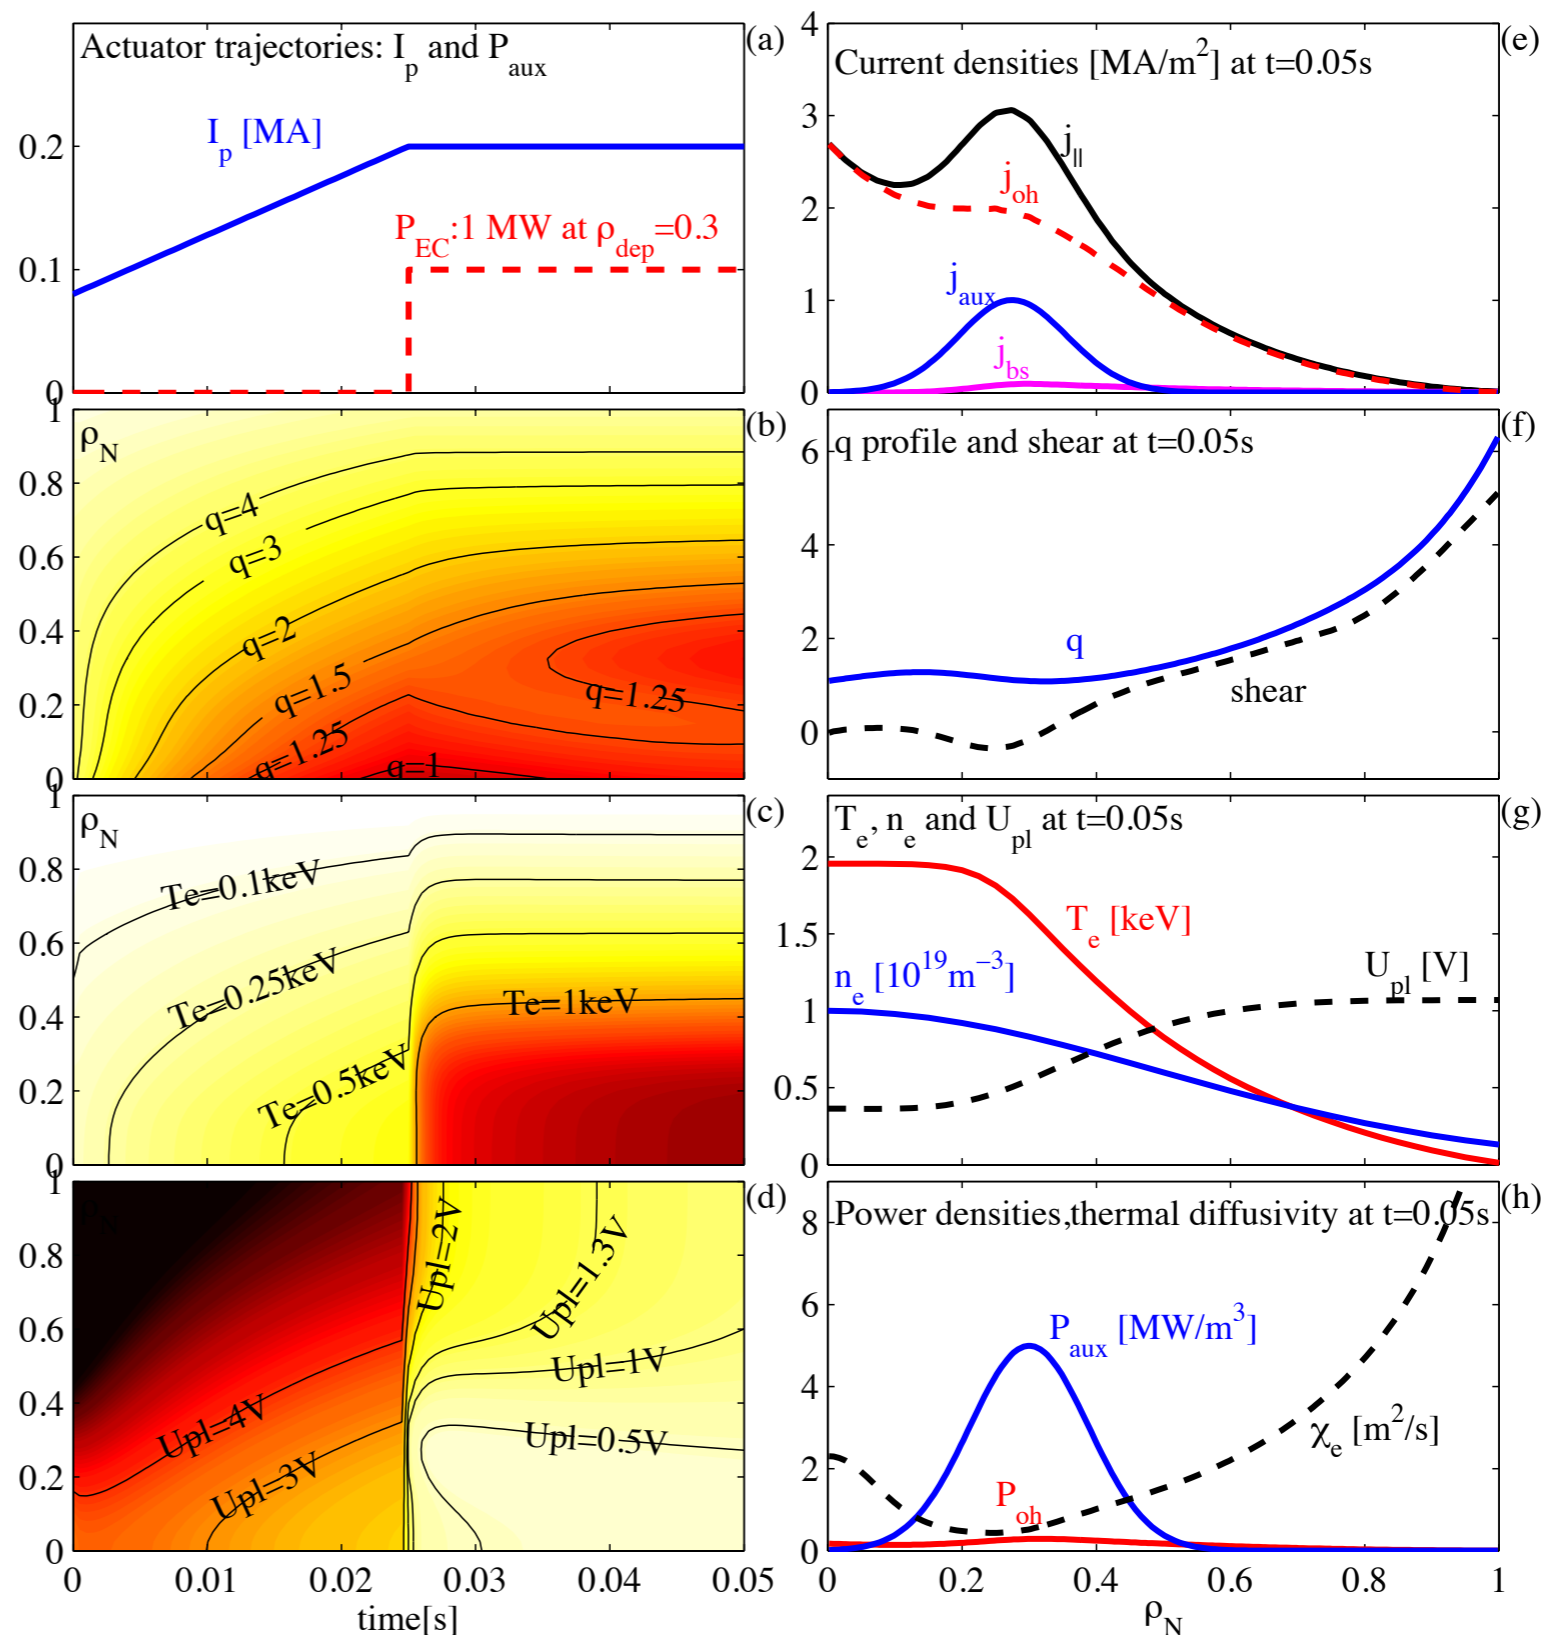 Actuator trajectories: I_p and P_aux
(a)
I_p [MA]
P_EC:1 MW at ρ_dep=0.3
0.2
0.1
0
(b)
ρ_N
q=4
q=3
q=2
q=1.5
q=1.25
q=1.25
q=1
1
0.8
0.6
0.4
0.2
0
(c)
ρ_N
Te=0.1keV
Te=0.25keV
Te=0.5keV
Te=1keV
1
0.8
0.6
0.4
0.2
0
(d)
ρ_N
Upl=4V
Upl=3V
Upl=2V
Upl=1.3V
Upl=1V
Upl=0.5V
1
0.8
0.6
0.4
0.2
0
0 0.01 0.02 0.03 0.04 0.05
time[s]
(e)
Current densities [MA/m²] at t=0.05s
j_||
j_oh
j_aux
j_bs
4
3
2
1
0
(f)
q profile and shear at t=0.05s
q
shear
6
4
2
0
(g)
T_e, n_e and U_pl at t=0.05s
T_e [keV]
n_e [10¹⁹m⁻³]
U_pl [V]
2
1.5
1
0.5
0
(h)
Power densities,thermal diffusivity at t=0.05s
P_aux [MW/m³]
χ_e [m²/s]
P_oh
8
6
4
2
0
0 0.2 0.4 0.6 0.8 1
ρ_N